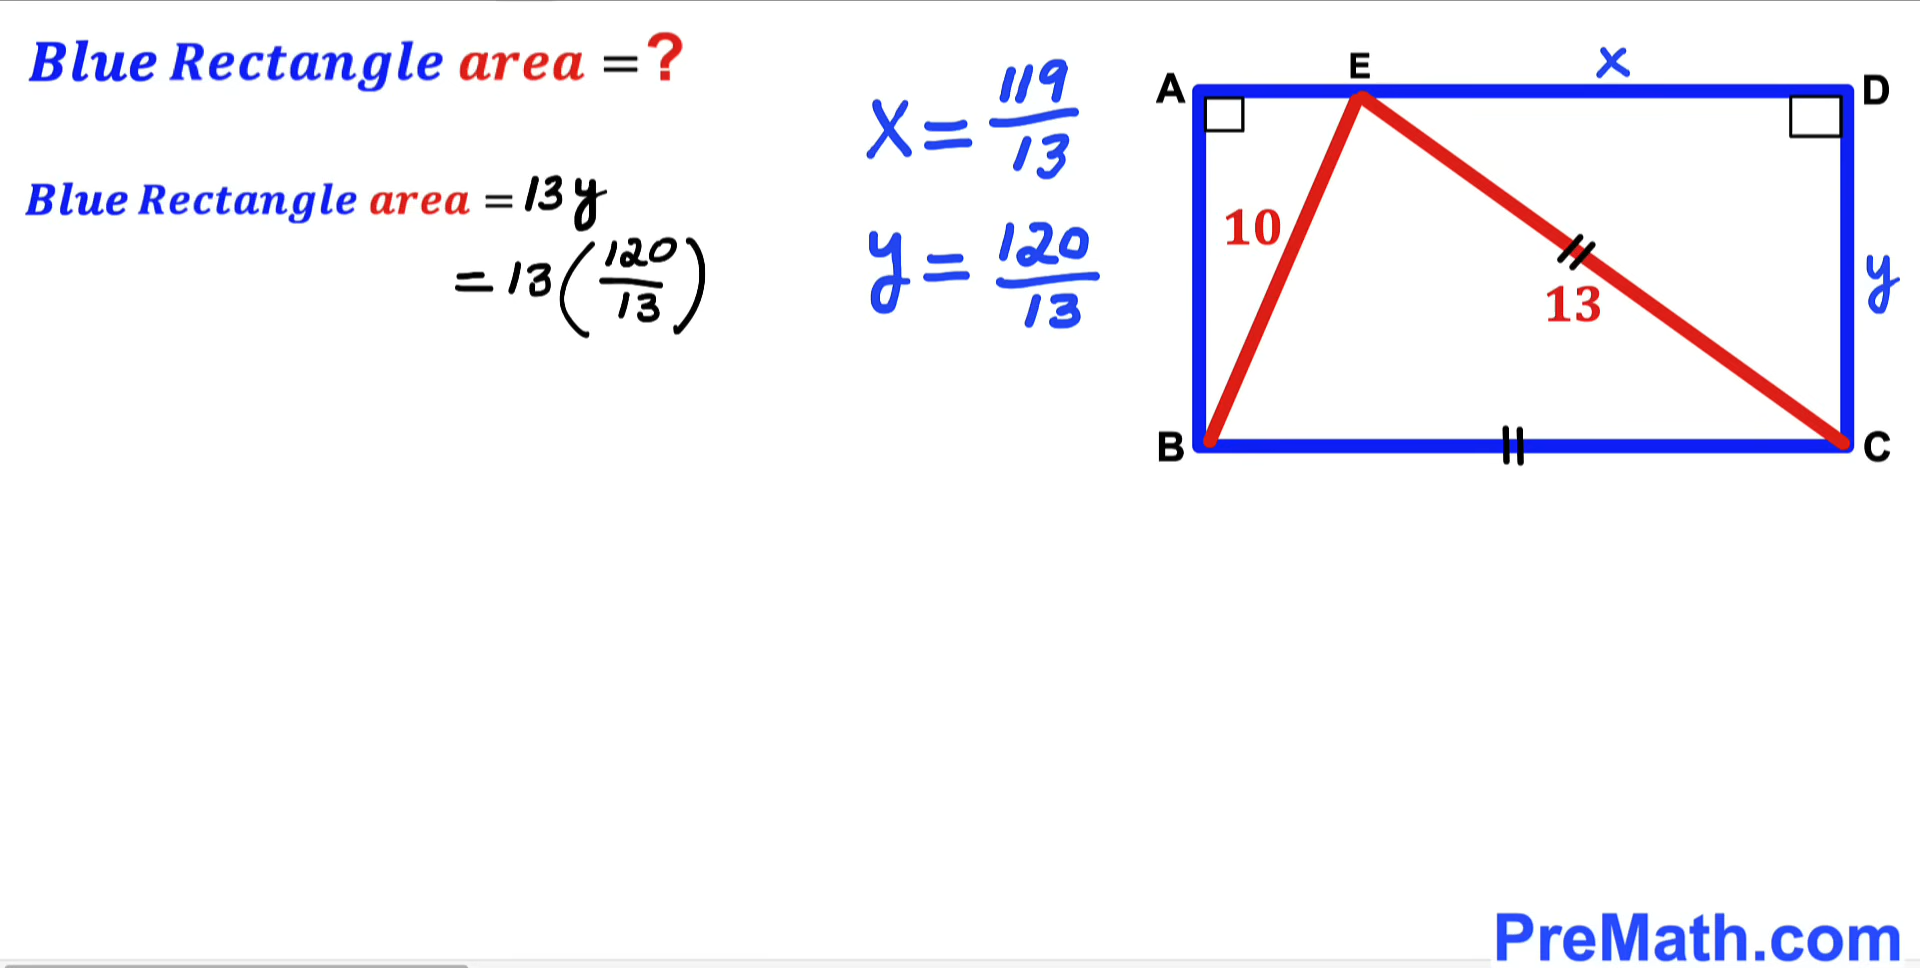 Blue Rectangle area = ?
Blue Rectangle area = 13y
= 13(120/13)
x = 119/13
y = 120/13
A
E
x
D
10
13
y
B
C
PreMath.com